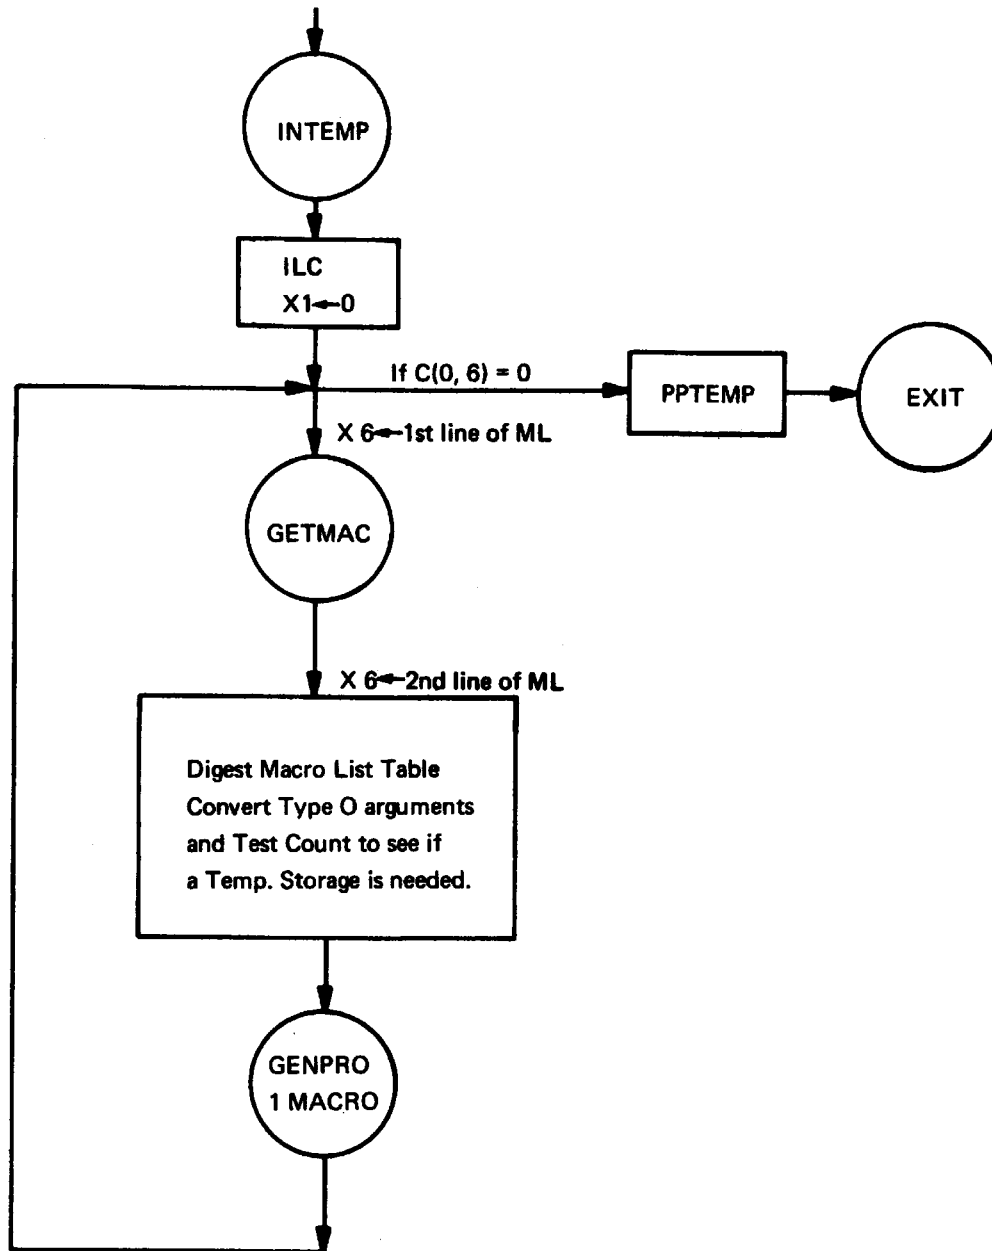 INTEMP
ILC
X1←0
If C(0, 6) = 0
PPTEMP
EXIT
X 6←1st line of ML
GETMAC
X 6←2nd line of ML
Digest Macro List Table
Convert Type O arguments
and Test Count to see if
a Temp. Storage is needed.
GENPRO
1 MACRO